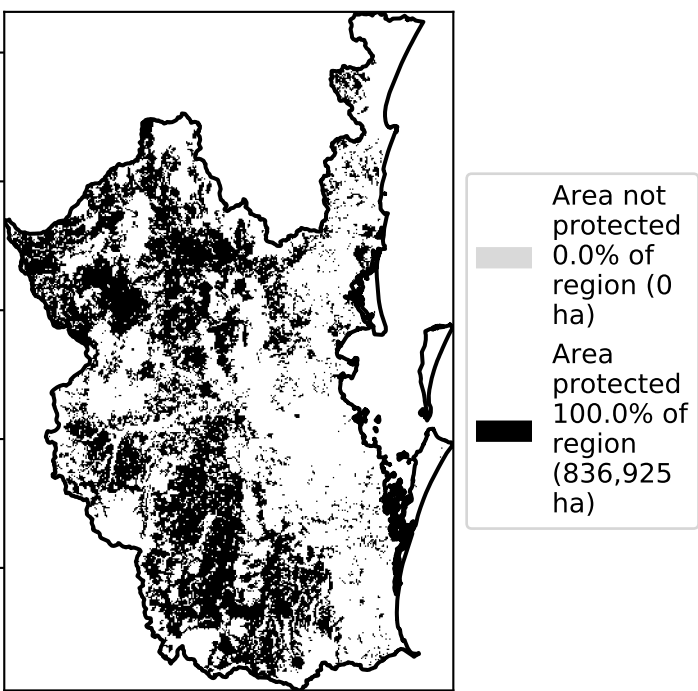 Area not
protected
0.0% of
region (0
ha)
Area
protected
100.0% of
region
(836,925
ha)